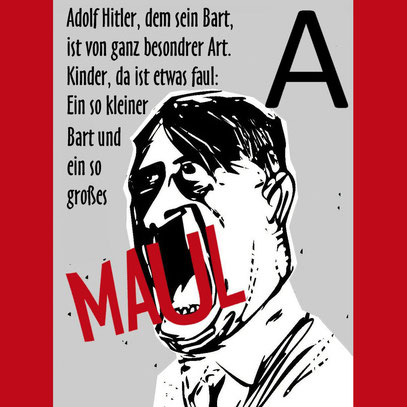 Adolf Hitler, dem sein Bart,
ist von ganz besondrer Art.
Kinder, da ist etwas faul:
Ein so kleiner
Bart und
ein so
großes
MAUL
A